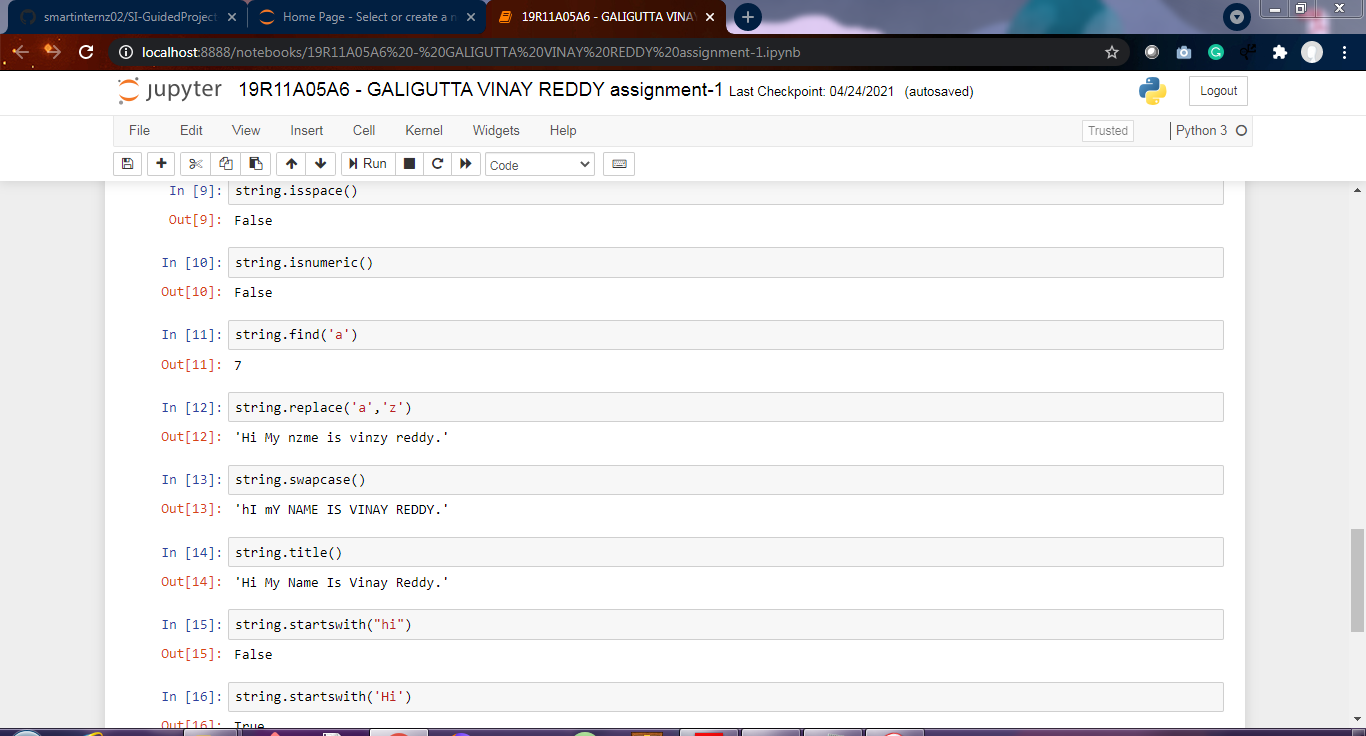 smartinternz02/SI-GuidedProject
Home Page - Select or create a n
19R11A05A6 - GALIGUTTA VINA
localhost:8888/notebooks/19R11A05A6%20-%20GALIGUTTA%20VINAY%20REDDY%20assignment-1.ipynb
jupyter 19R11A05A6 - GALIGUTTA VINAY REDDY assignment-1 Last Checkpoint: 04/24/2021 (autosaved)
Logout
File Edit View Insert Cell Kernel Widgets Help
Trusted
Python 3
Run
Code
In [9]: string.isspace()
Out[9]: False
In [10]: string.isnumeric()
Out[10]: False
In [11]: string.find('a')
Out[11]: 7
In [12]: string.replace('a','z')
Out[12]: 'Hi My nzme is vinzy reddy.'
In [13]: string.swapcase()
Out[13]: 'hI mY NAME IS VINAY REDDY.'
In [14]: string.title()
Out[14]: 'Hi My Name Is Vinay Reddy.'
In [15]: string.startswith("hi")
Out[15]: False
In [16]: string.startswith('Hi')
Out[16]: True